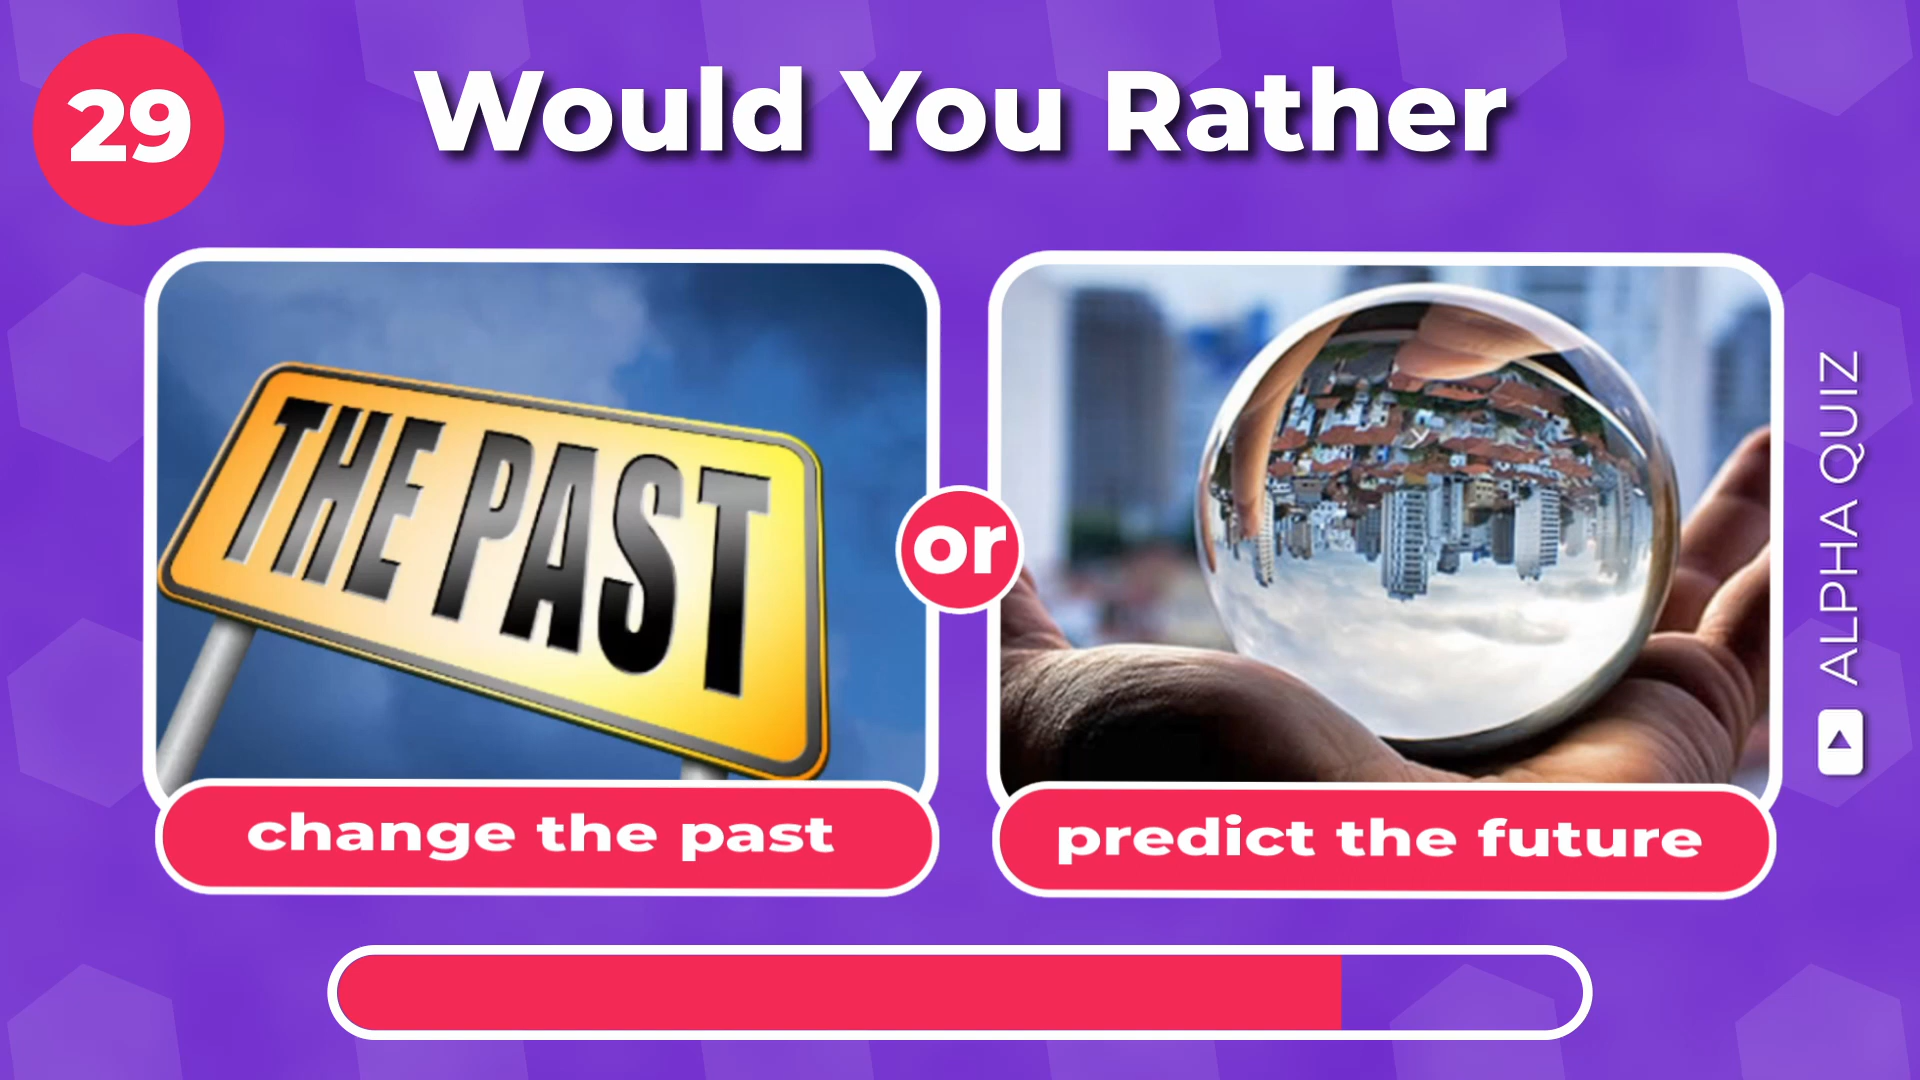 29
Would You Rather
THE PAST
or
change the past
predict the future
ALPHA QUIZ